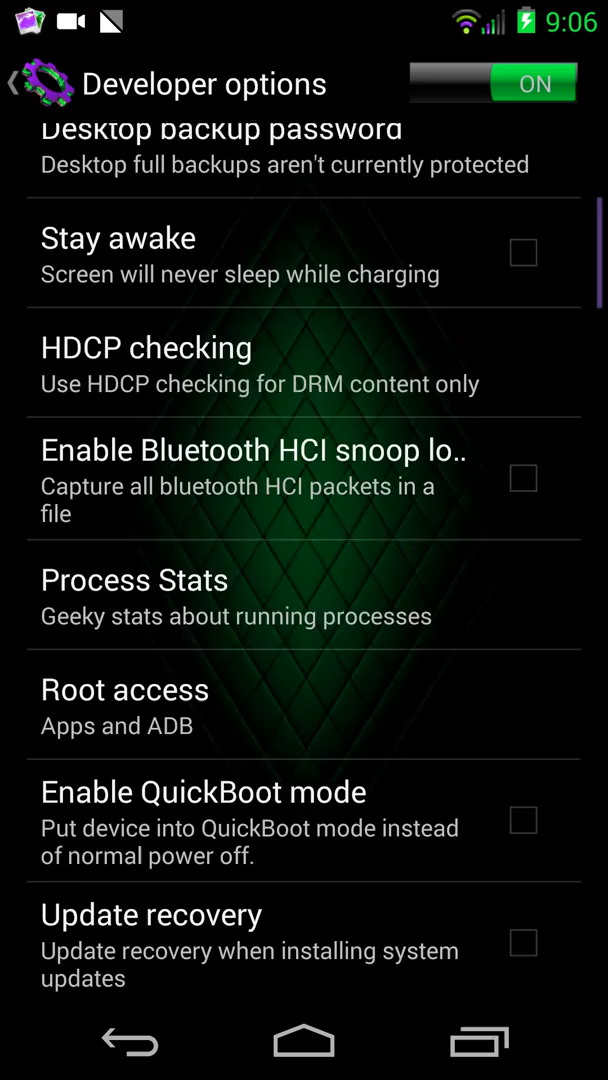 9:06
Developer options
ON
Desktop backup password
Desktop full backups aren't currently protected
Stay awake
Screen will never sleep while charging
HDCP checking
Use HDCP checking for DRM content only
Enable Bluetooth HCI snoop lo..
Capture all bluetooth HCI packets in a
file
Process Stats
Geeky stats about running processes
Root access
Apps and ADB
Enable QuickBoot mode
Put device into QuickBoot mode instead
of normal power off.
Update recovery
Update recovery when installing system
updates